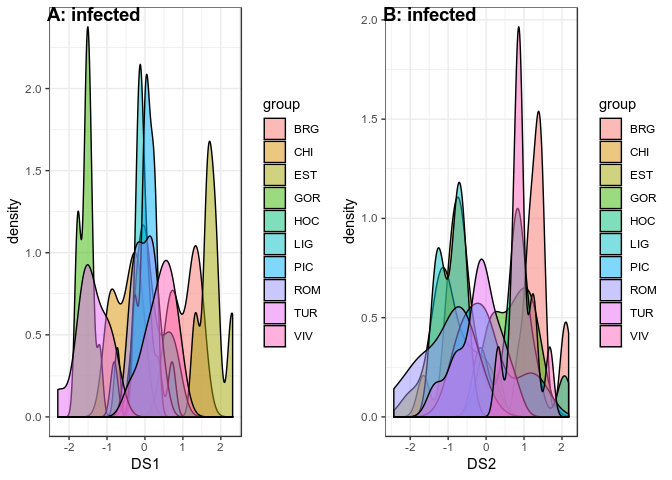 A: infected
density
2.0
1.5
1.0
0.5
0.0
-2 -1 0 1 2
DS1
group
BRG
CHI
EST
GOR
HOC
LIG
PIC
ROM
TUR
VIV
B: infected
density
2.0
1.5
1.0
0.5
0.0
-2 -1 0 1 2
DS2
group
BRG
CHI
EST
GOR
HOC
LIG
PIC
ROM
TUR
VIV